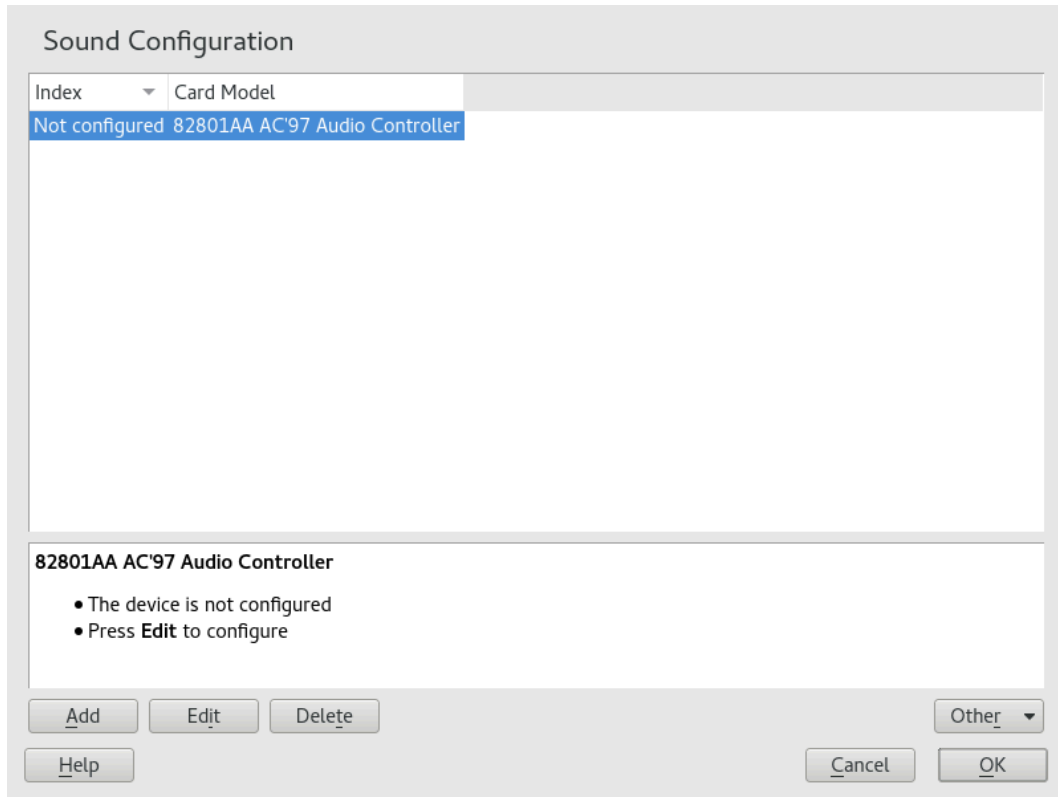 Sound Configuration
Index Card Model
Not configured 82801AA AC'97 Audio Controller
82801AA AC'97 Audio Controller
• The device is not configured
• Press Edit to configure
Add Edit Delete Other
Help Cancel OK